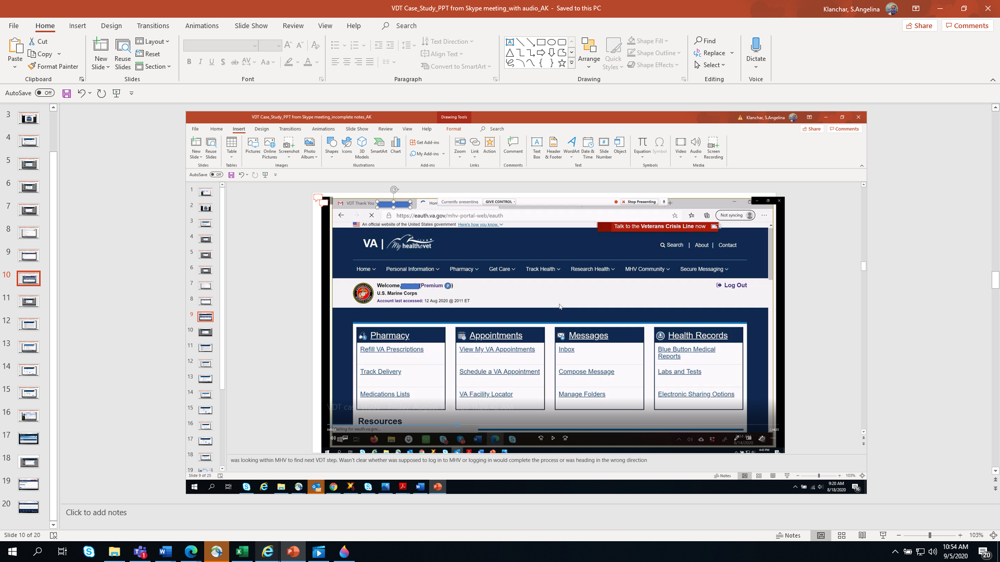 VDT Case_Study_PPT from Skype meeting_with audio_AK - Saved to this PC
Klanchar, S.Angelina
File Home Insert Design Transitions Animations Slide Show Review View Help Search
Share Comments
Paste
Cut
Copy
Format Painter
Clipboard
New Slide
Reuse Slides
Layout
Reset
Section
Slides
Font
Text Direction
Align Text
Convert to SmartArt
Paragraph
Arrange
Quick Styles
Shape Fill
Shape Outline
Shape Effects
Drawing
Find
Replace
Select
Editing
Dictate
Voice
AutoSave Off
3
4
5
6
7
8
9
10
11
12
13
14
15
16
17
18
19
20
VDT Case_Study_PPT from Skype meeting_incomplete notes_AK
Drawing Tools
Klanchar, S.Angelina
File Home Insert Design Transitions Animations Slide Show Review View Help Format Search
Share Comments
New Slide
Reuse Slides
Slides
Table
Tables
Pictures
Online Pictures
Screenshot
Photo Album
Images
Shapes
Icons
3D Models
SmartArt
Chart
Illustrations
Get Add-ins
My Add-ins
Add-ins
Zoom
Link
Action
Links
Comment
Comments
Text Box
Header & Footer
WordArt
Date & Time
Slide Number
Object
Text
Equation
Symbol
Symbols
Video
Audio
Screen Recording
Media
AutoSave Off
1
2
3
4
5
6
7
8
9
10
11
12
13
14
15
16
17
18
19
VDT Thank You
Currently presenting GIVE CONTROL Stop Presenting
https://eauth.va.gov/mhv-portal-web/eauth
Not syncing
An official website of the United States government Here's how you know.
Talk to the Veterans Crisis Line now
VA | My healthevet
Search | About | Contact
Home Personal Information Pharmacy Get Care Track Health Research Health MHV Community Secure Messaging
Welcome, (Premium P)
U.S. Marine Corps
Account last accessed: 12 Aug 2020 @ 2011 ET
Log Out
Pharmacy
Refill VA Prescriptions
Track Delivery
Medications Lists
Appointments
View My VA Appointments
Schedule a VA Appointment
VA Facility Locator
Messages
Inbox
Compose Message
Manage Folders
Health Records
Blue Button Medical Reports
Labs and Tests
Electronic Sharing Options
Resources
Waiting for eauth.va.gov...
8/14/2020
4:43 PM
was looking within MHV to find next VDT step. Wasn't clear whether was supposed to log in to MHV or logging in would complete the process or was heading in the wrong direction
Slide 9 of 25
Notes
103%
9:20 AM
8/18/2020
16
Click to add notes
Slide 10 of 20
Notes
103%
10:54 AM
9/5/2020
20